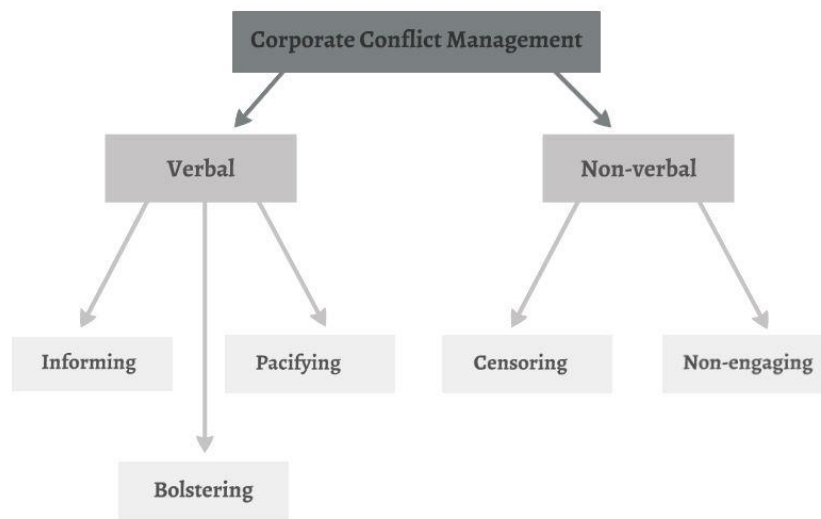 Corporate Conflict Management
Verbal
Non-verbal
Informing
Pacifying
Censoring
Non-engaging
Bolstering